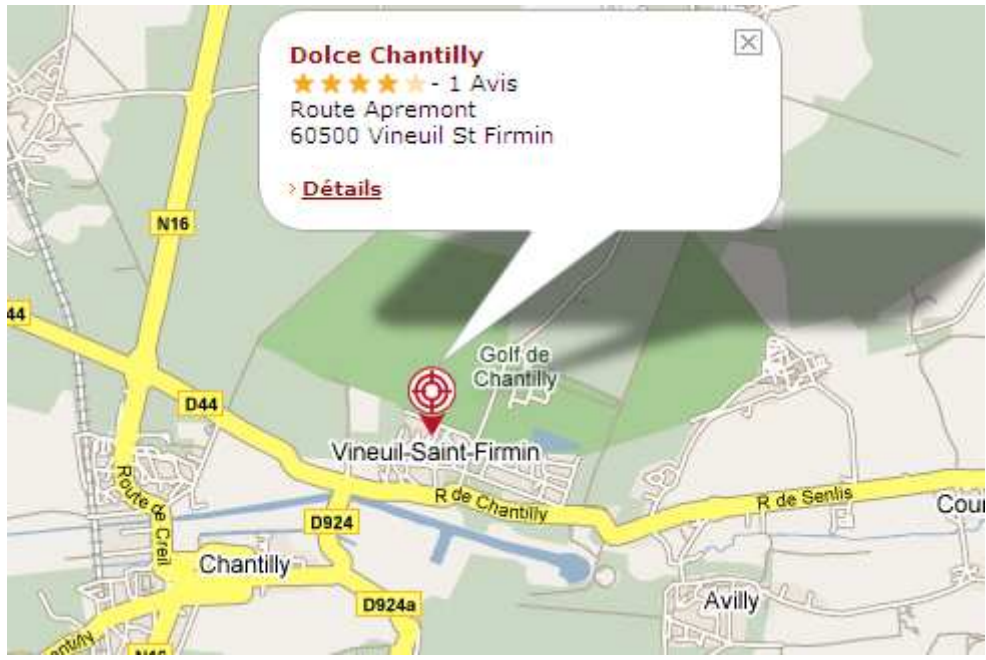 Dolce Chantilly
- 1 Avis
Route Apremont
60500 Vineuil St Firmin
› Détails
N16
44
Golf de
Chantilly
D44
Vineuil-Saint-Firmin
Route de Creil
R de Chantilly
R de Senlis
Cour
D924
Chantilly
D924a
Avilly
N16